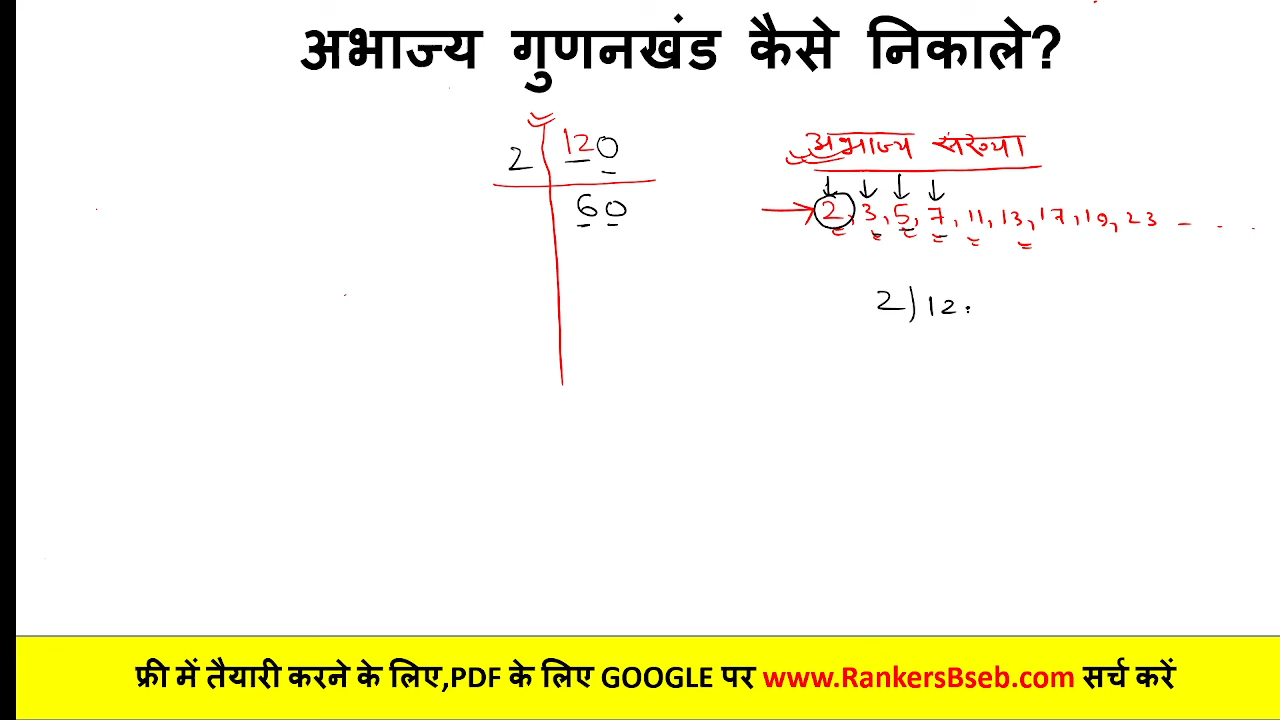 अभाज्य गुणनखंड कैसे निकाले?
2 120
60
अभाज्य संख्या
2, 3, 5, 7, 11, 13, 17, 19, 23 - . . .
2)12.
फ्री में तैयारी करने के लिए,PDF के लिए GOOGLE पर www.RankersBseb.com सर्च करें